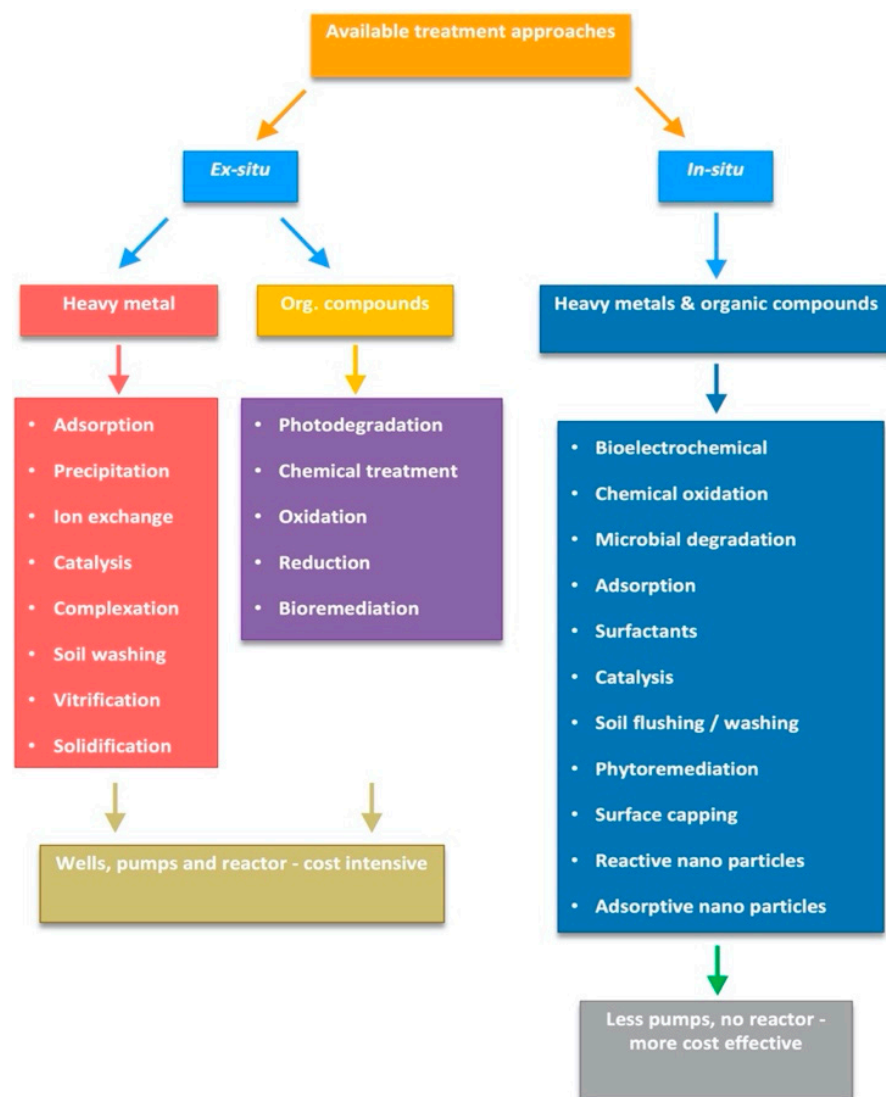 Available treatment approaches
Ex-situ
In-situ
Heavy metal
Org. compounds
Heavy metals & organic compounds
• Adsorption
• Precipitation
• Ion exchange
• Catalysis
• Complexation
• Soil washing
• Vitrification
• Solidification
• Photodegradation
• Chemical treatment
• Oxidation
• Reduction
• Bioremediation
• Bioelectrochemical
• Chemical oxidation
• Microbial degradation
• Adsorption
• Surfactants
• Catalysis
• Soil flushing / washing
• Phytoremediation
• Surface capping
• Reactive nano particles
• Adsorptive nano particles
Wells, pumps and reactor - cost intensive
Less pumps, no reactor -
more cost effective